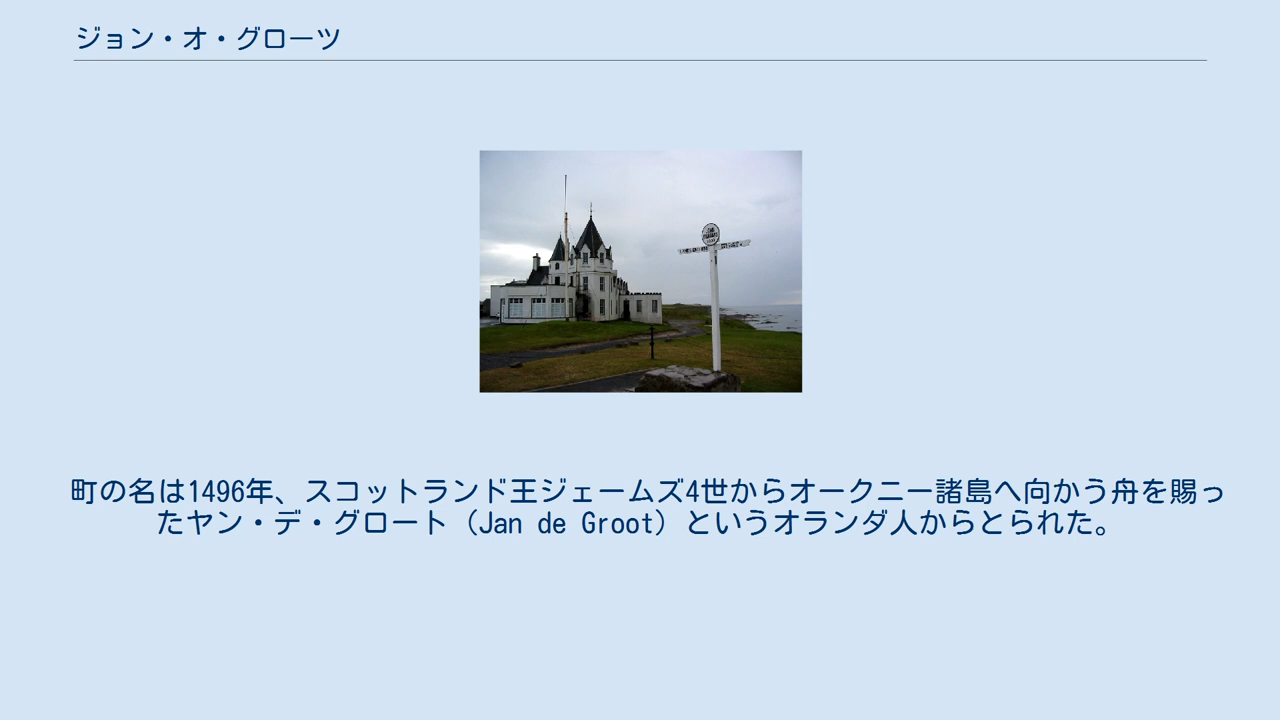 ジョン・オ・グローツ
町の名は1496年、スコットランド王ジェームズ4世からオークニー諸島へ向かう舟を賜っ
たヤン・デ・グロート（Jan de Groot）というオランダ人からとられた。